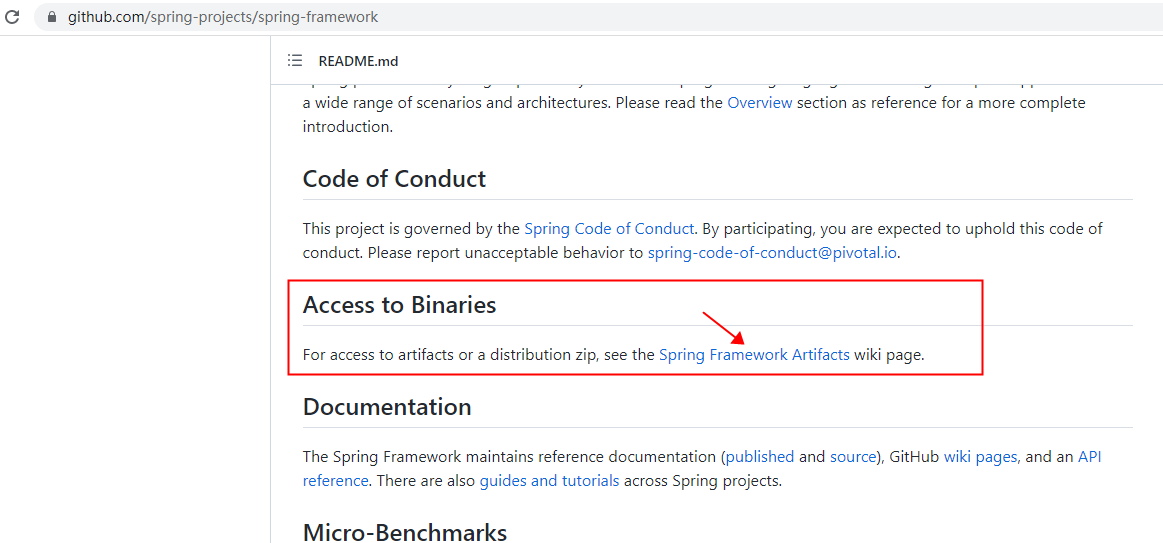 github.com/spring-projects/spring-framework
README.md
a wide range of scenarios and architectures. Please read the Overview section as reference for a more complete
introduction.
Code of Conduct
This project is governed by the Spring Code of Conduct. By participating, you are expected to uphold this code of
conduct. Please report unacceptable behavior to spring-code-of-conduct@pivotal.io.
Access to Binaries
For access to artifacts or a distribution zip, see the Spring Framework Artifacts wiki page.
Documentation
The Spring Framework maintains reference documentation (published and source), GitHub wiki pages, and an API
reference. There are also guides and tutorials across Spring projects.
Micro-Benchmarks